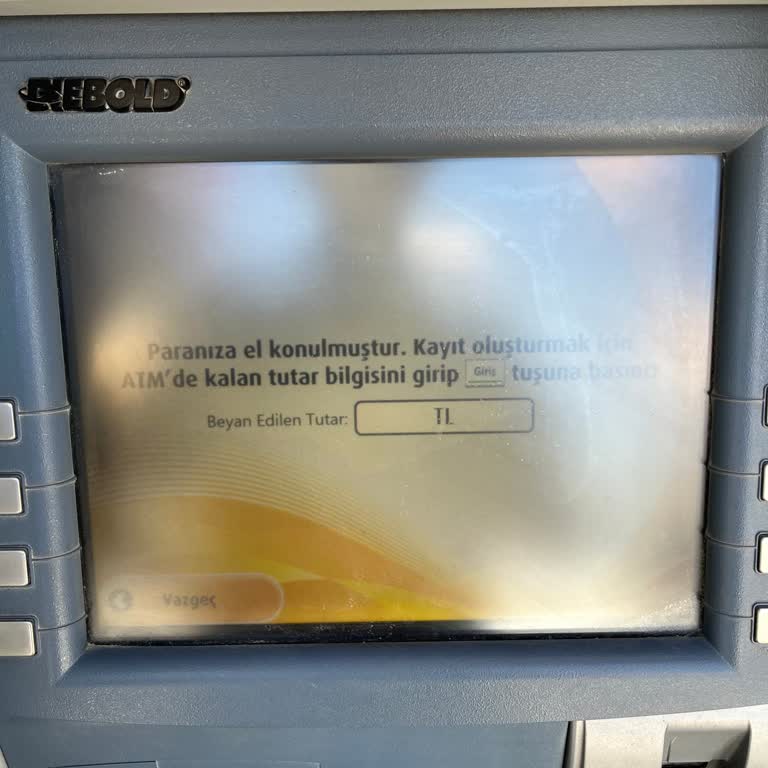 DIEBOLD
Paranıza el konulmuştur. Kayıt oluşturmak için
ATM'de kalan tutar bilgisini girip Giriş tuşuna basınız
Beyan Edilen Tutar: TL
Vazgeç